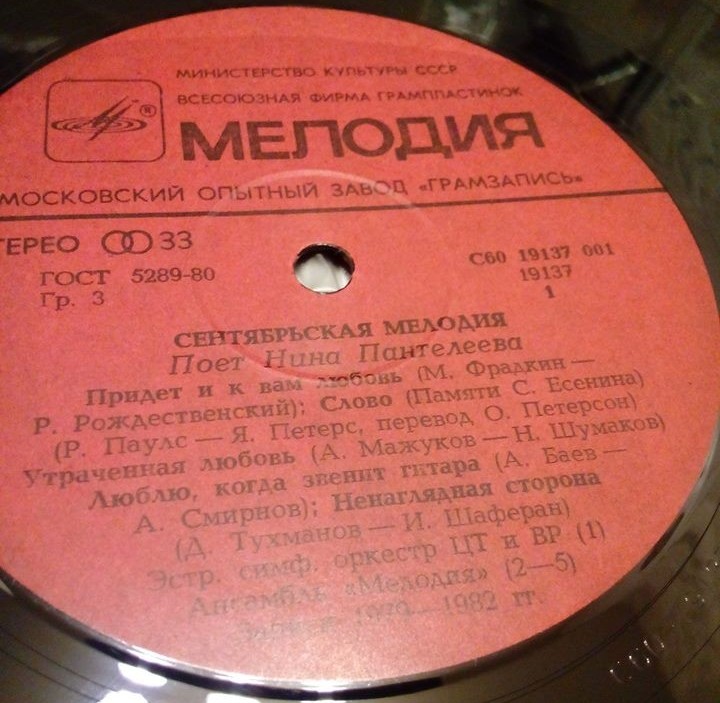 МИНИСТЕРСТВО КУЛЬТУРЫ СССР
ВСЕСОЮЗНАЯ ФИРМА ГРАМПЛАСТИНОК
®
МЕЛОДИЯ
МОСКОВСКИЙ ОПЫТНЫЙ ЗАВОД «ГРАМЗАПИСЬ»
ТЕРЕО 33
ГОСТ 5289-80
Гр. 3
С60 19137 001
19137
1
СЕНТЯБРЬСКАЯ МЕЛОДИЯ
Поет Нина Пантелеева
Придет и к вам любовь (М. Фрадкин —
Р. Рождественский); Слово (Памяти С. Есенина)
(Р. Паулс — Я. Петерс, перевод О. Петерсон)
Утраченная любовь (А. Мажуков — Н. Шумаков)
Люблю, когда звенит гитара (А. Баев —
А. Смирнов); Ненаглядная сторона
(Д. Тухманов — И. Шаферан)
Эстр. симф. оркестр ЦТ и ВР (1)
Ансамбль «Мелодия» (2—5)
Записи 1979—1982 гг.